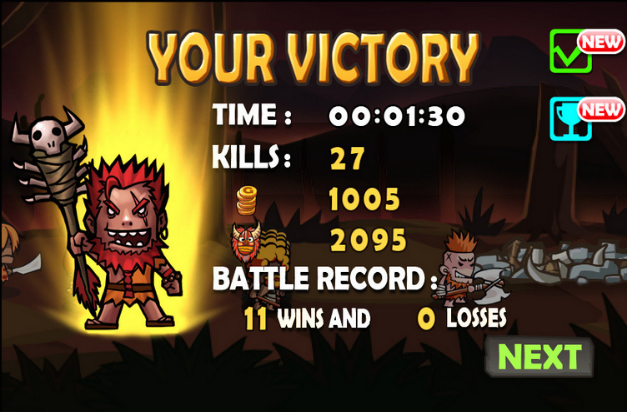 YOUR VICTORY
NEW
TIME : 00:01:30
NEW
KILLS: 27
1005
2095
BATTLE RECORD:
11 WINS AND 0 LOSSES
NEXT